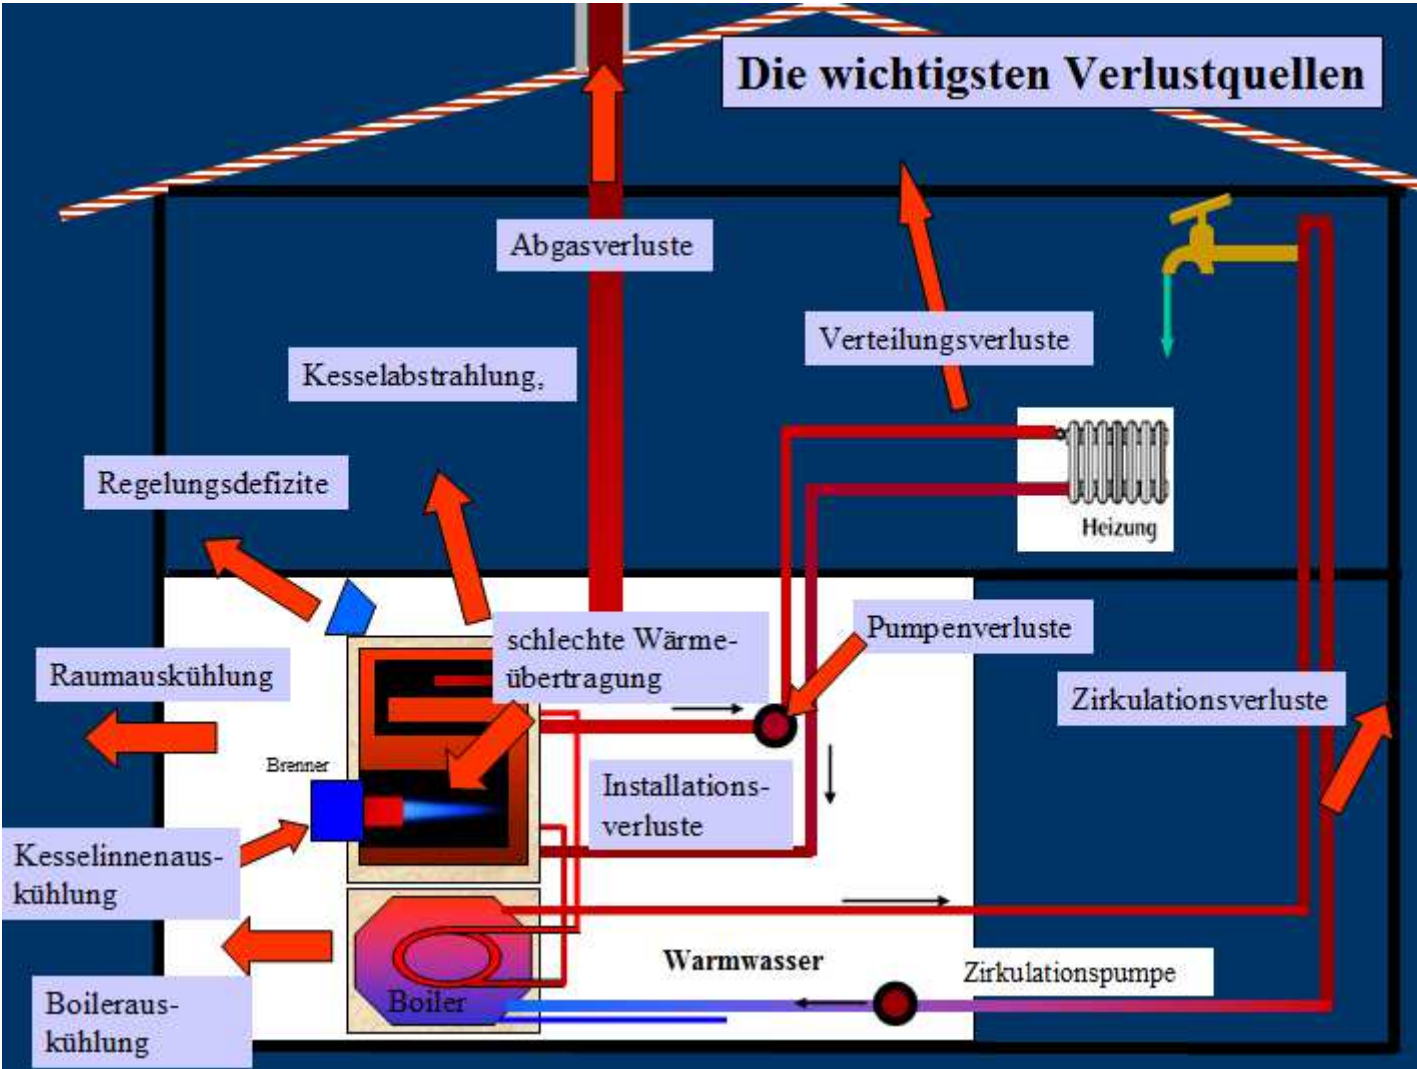 Die wichtigsten Verlustquellen
Abgasverluste
Verteilungsverluste
Kesselabstrahlung,
Regelungsdefizite
Heizung
schlechte Wärme-
übertragung
Pumpenverluste
Raumauskühlung
Zirkulationsverluste
Brenner
Installations-
verluste
Kesselinnenaus-
kühlung
Warmwasser
Zirkulationspumpe
Boiler
Boileraus-
kühlung